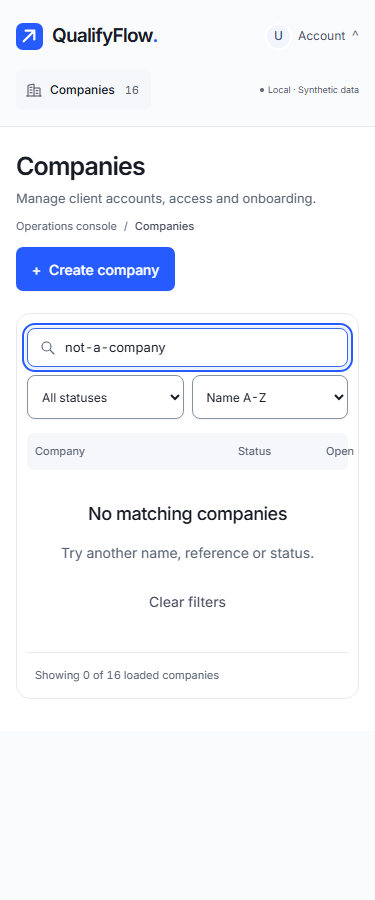 QualifyFlow.
U Account ^
Companies 16
Local · Synthetic data
Companies
Manage client accounts, access and onboarding.
Operations console / Companies
+ Create company
not-a-company
All statuses
Name A-Z
Company Status Open
No matching companies
Try another name, reference or status.
Clear filters
Showing 0 of 16 loaded companies